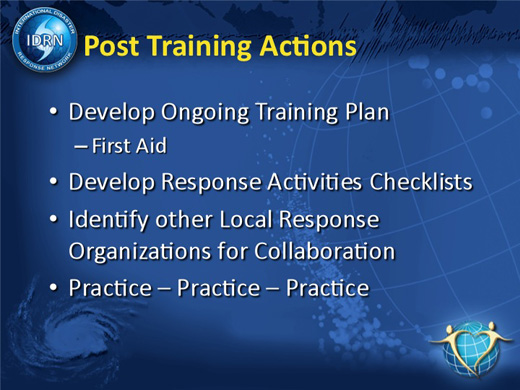 INTERNATIONAL DISASTER
IDRN
RESPONSE NETWORK
Post Training Actions
• Develop Ongoing Training Plan
– First Aid
• Develop Response Activities Checklists
• Identify other Local Response
Organizations for Collaboration
• Practice – Practice – Practice